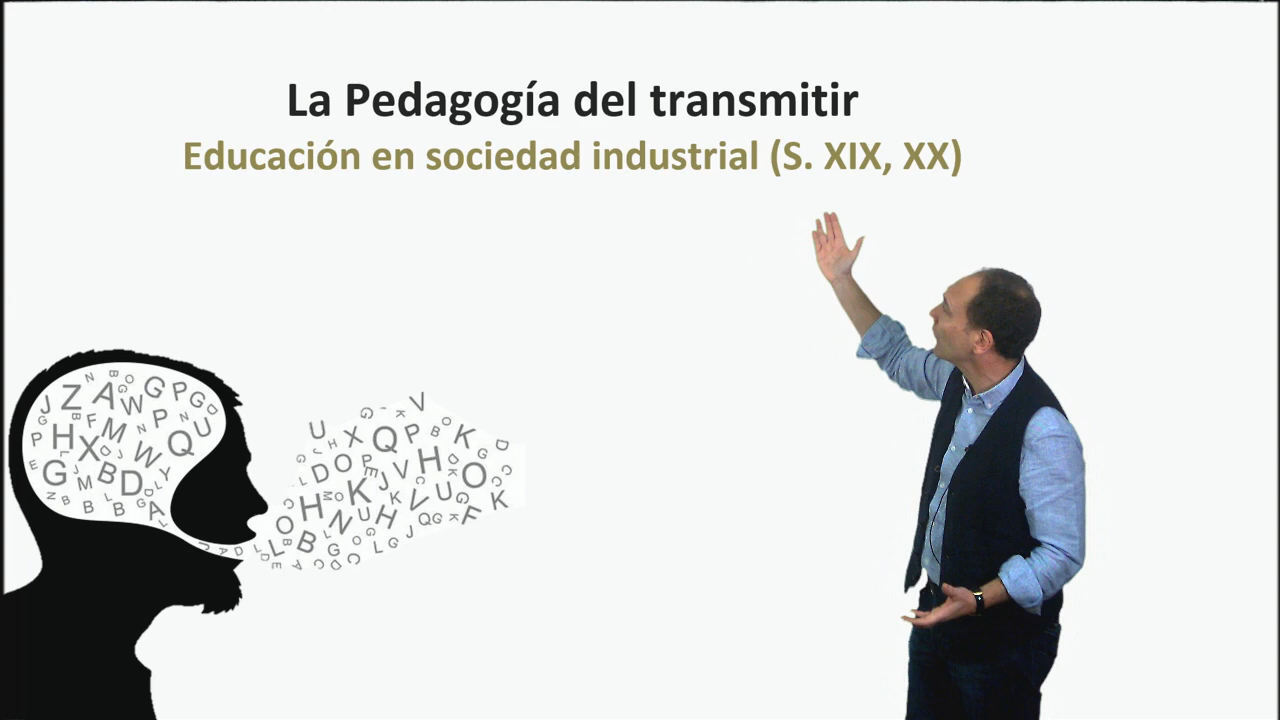 La Pedagogía del transmitir
Educación en sociedad industrial (S. XIX, XX)